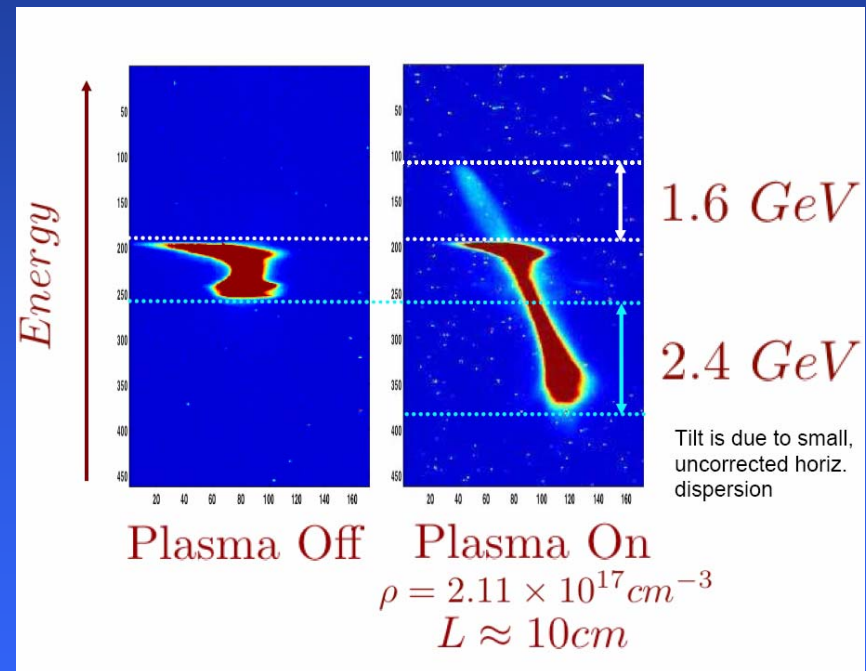 Energy
50
100
150
200
250
300
350
400
450
20 40 60 80 100 120 140 160
50
100
150
200
250
300
350
400
450
20 40 60 80 100 120 140 160
1.6 GeV
2.4 GeV
Tilt is due to small,
uncorrected horiz.
dispersion
Plasma Off
Plasma On
ρ = 2.11 × 10¹⁷cm⁻³
L ≈ 10cm